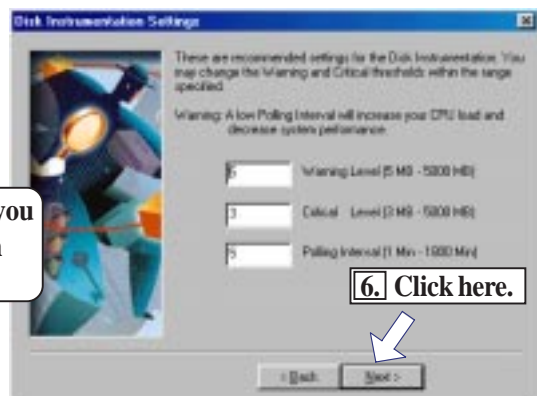 Disk Instrumentation Settings
These are recommended settings for the Disk Instrumentation. You
may change the Warning and Critical thresholds within the range
specified.
Warning: A low Polling Interval will increase your CPU load and
decrease system performance.
Warning Level (5 MB - 5000 MB)
3 Critical Level (3 MB - 5000 MB)
5 Polling Interval (1 Min - 1800 Min)
you
6. Click here.
< Back Next >